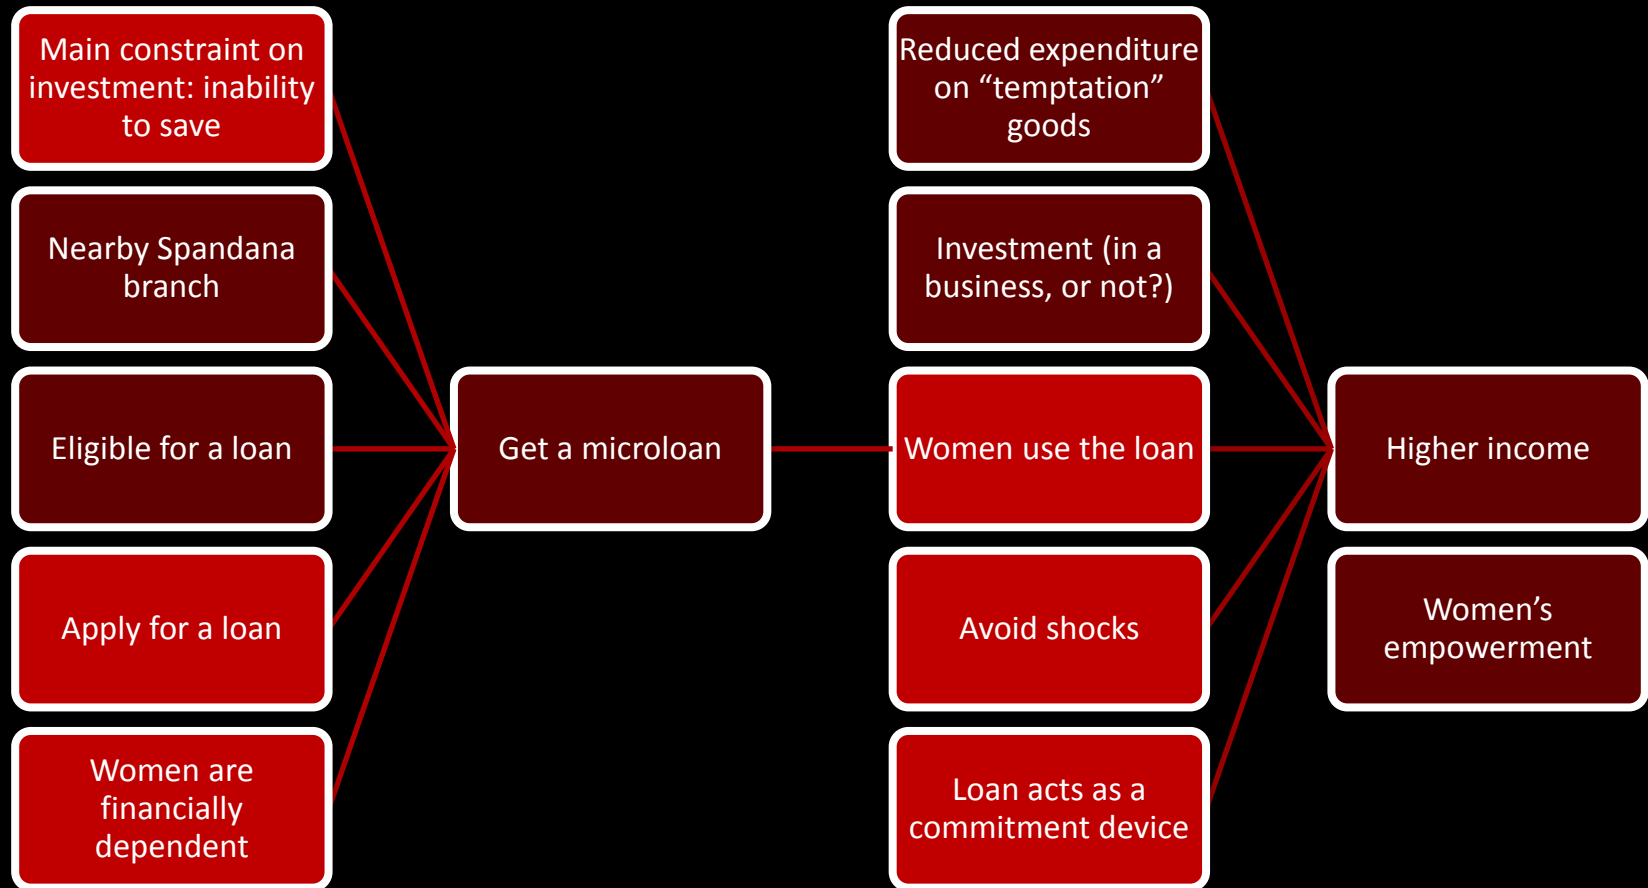 Main constraint on
investment: inability
to save
Nearby Spandana
branch
Eligible for a loan
Apply for a loan
Women are
financially
dependent
Get a microloan
Reduced expenditure
on “temptation”
goods
Investment (in a
business, or not?)
Women use the loan
Avoid shocks
Loan acts as a
commitment device
Higher income
Women’s
empowerment